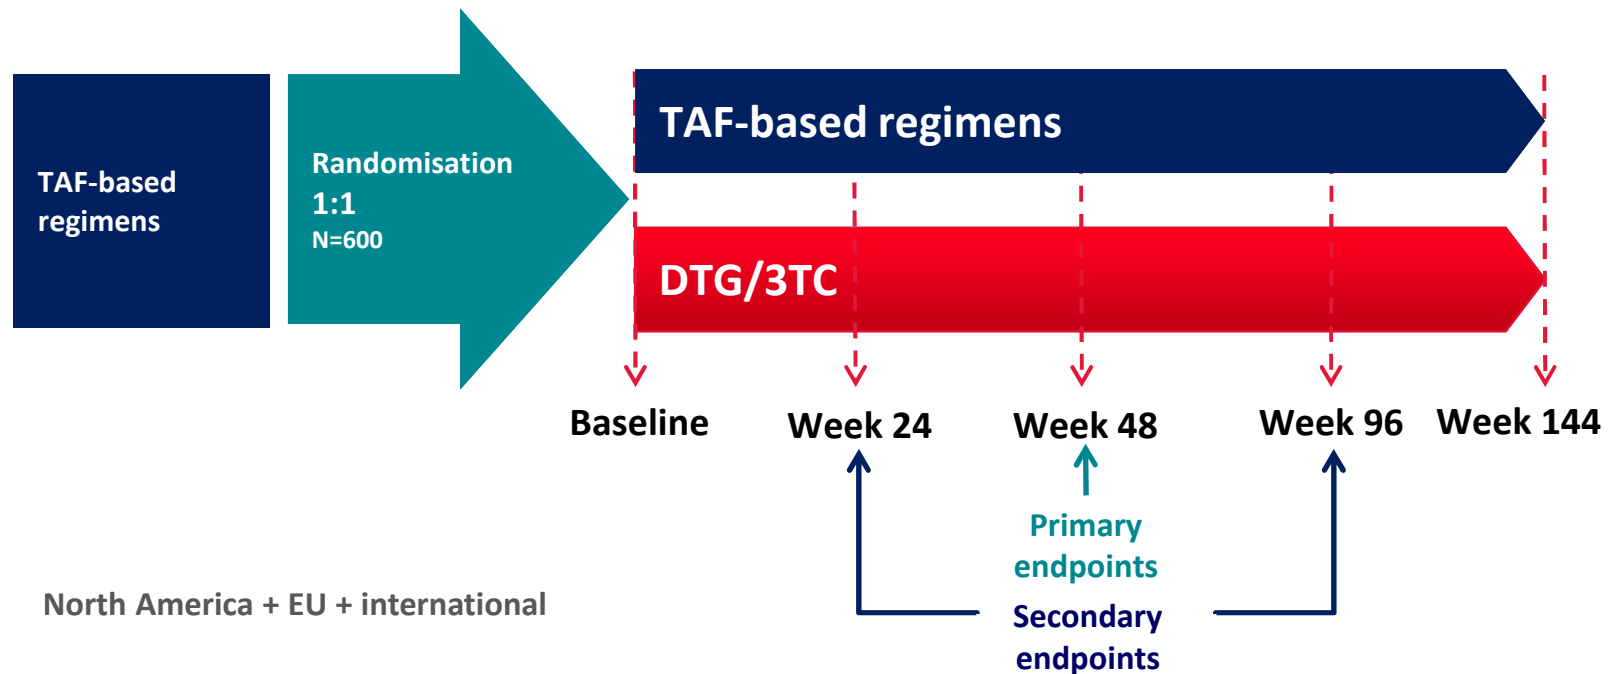 TAF-based
regimens
Randomisation
1:1
N=600
TAF-based regimens
DTG/3TC
Baseline
Week 24
Week 48
Week 96
Week 144
Primary
endpoints
Secondary
endpoints
North America + EU + international